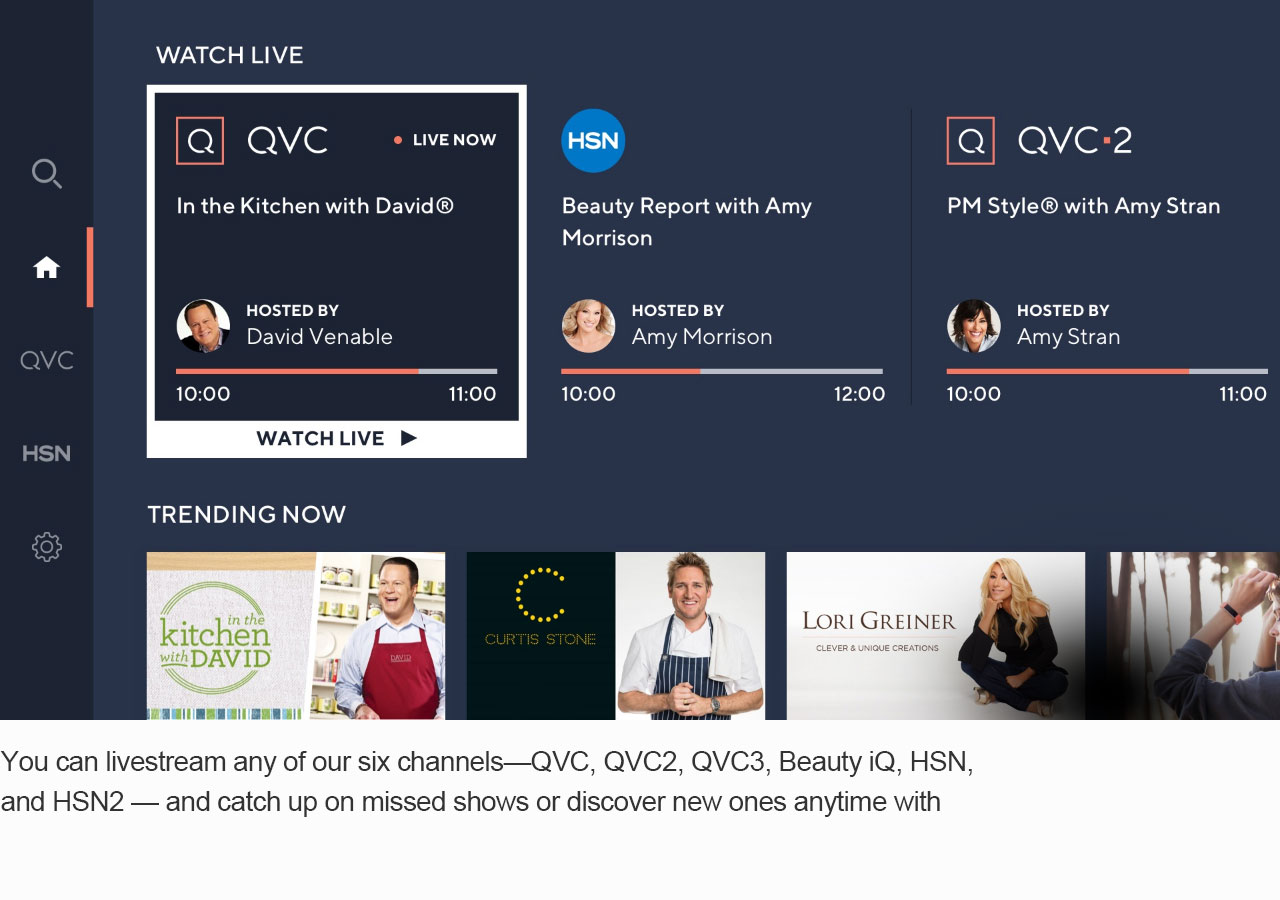 WATCH LIVE
Q QVC • LIVE NOW
In the Kitchen with David®
HOSTED BY
David Venable
10:00 11:00
WATCH LIVE ▶
HSN
Beauty Report with Amy
Morrison
HOSTED BY
Amy Morrison
10:00 12:00
Q QVC▪2
PM Style® with Amy Stran
HOSTED BY
Amy Stran
10:00 11:00
QVC
HSN
TRENDING NOW
in the
kitchen
with DAVID
DAVID
C
CURTIS STONE
LORI GREINER
CLEVER & UNIQUE CREATIONS
You can livestream any of our six channels—QVC, QVC2, QVC3, Beauty iQ, HSN,
and HSN2 — and catch up on missed shows or discover new ones anytime with